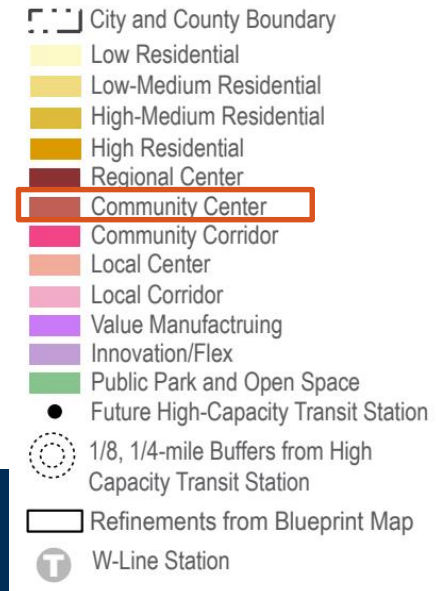 City and County Boundary
Low Residential
Low-Medium Residential
High-Medium Residential
High Residential
Regional Center
Community Center
Community Corridor
Local Center
Local Corridor
Value Manufactruing
Innovation/Flex
Public Park and Open Space
Future High-Capacity Transit Station
1/8, 1/4-mile Buffers from High
Capacity Transit Station
Refinements from Blueprint Map
T W-Line Station